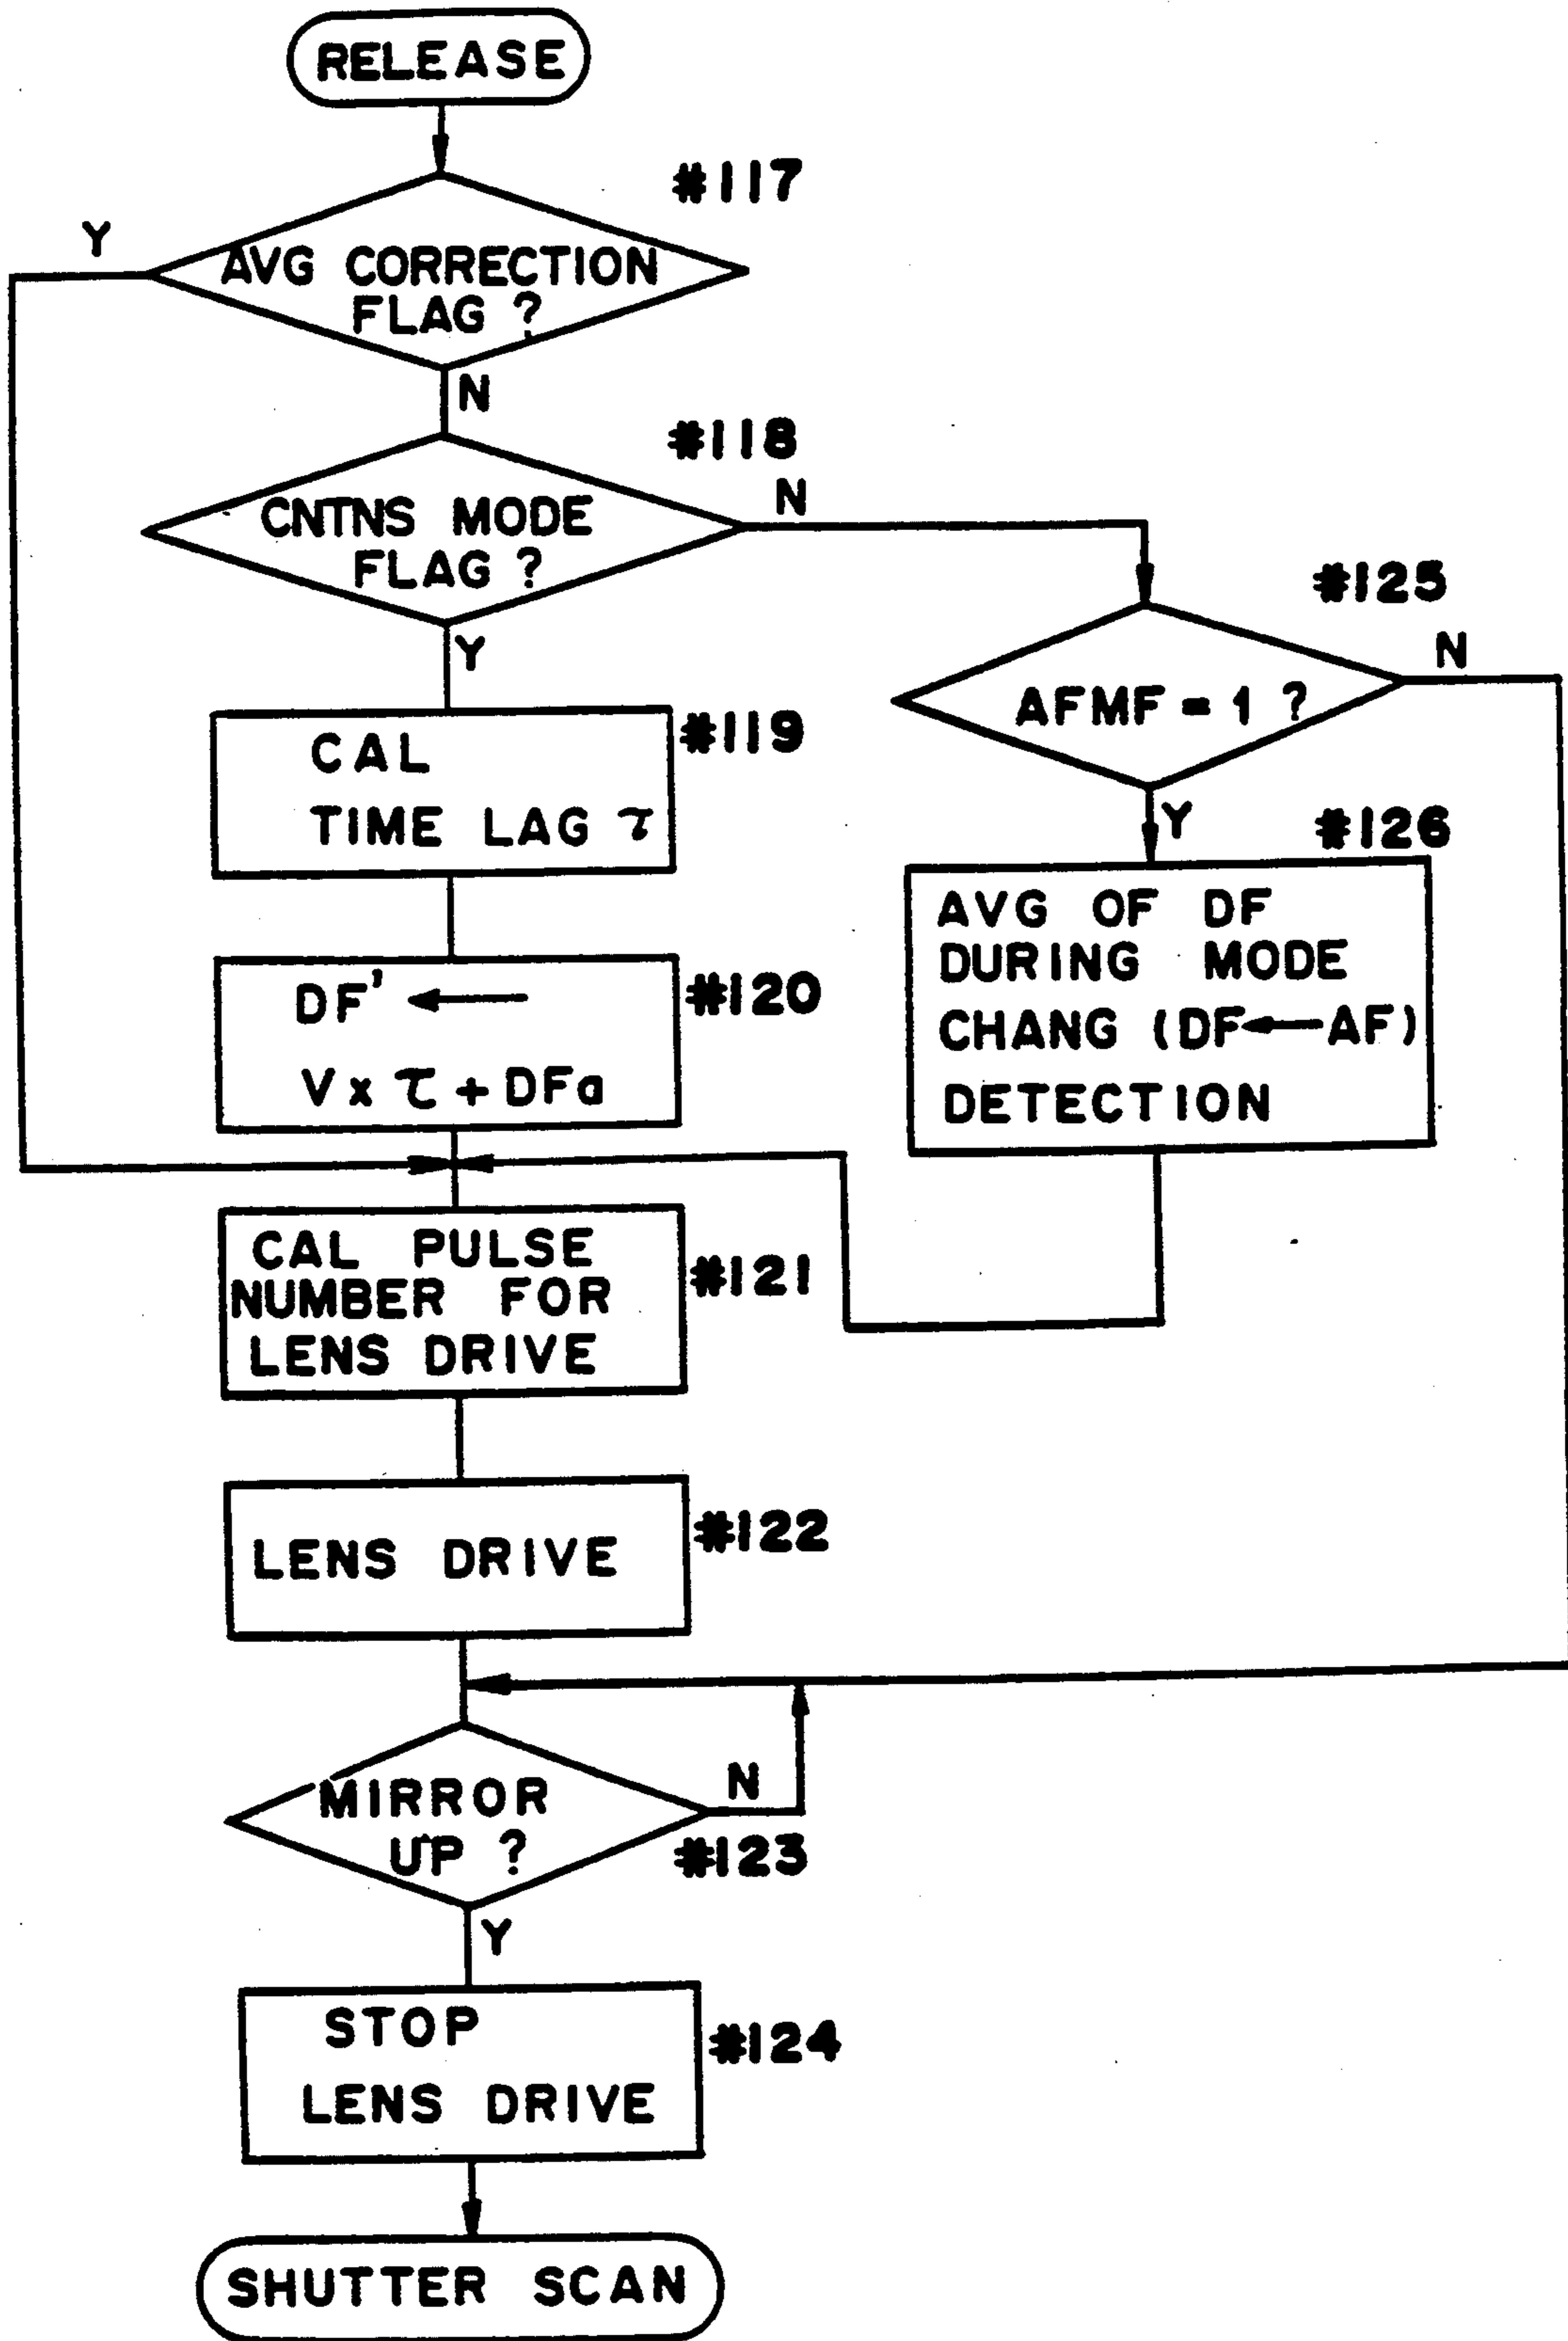 RELEASE
#117
Y
AVG CORRECTION
FLAG ?
N
#118
CNTNS MODE
FLAG ?
N
Y
#125
AFMF = 1 ?
N
Y
#119
CAL
TIME LAG τ
#126
AVG OF DF
DURING MODE
CHANG (DF←AF)
DETECTION
#120
DF' ←
V x τ + DFa
#121
CAL PULSE
NUMBER FOR
LENS DRIVE
#122
LENS DRIVE
MIRROR
UP ?
N
#123
Y
#124
STOP
LENS DRIVE
SHUTTER SCAN